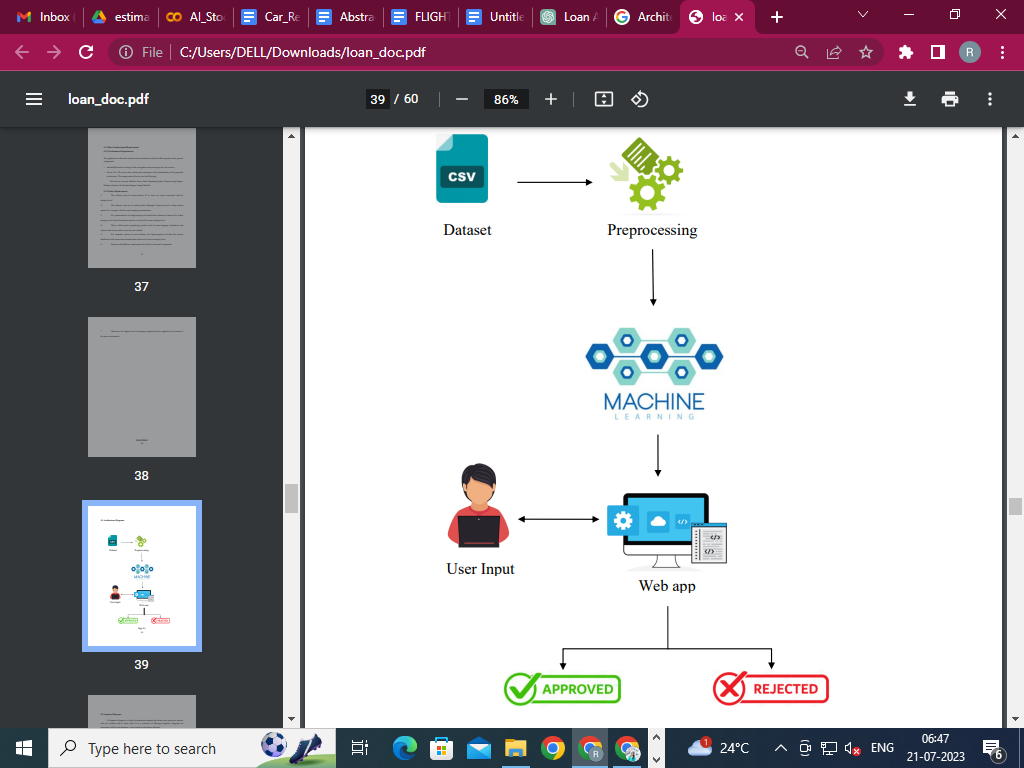 Inbox
estima
AI_Sto
Car_Re
Abstra
FLIGHT
Untitle
Loan A
Archit
loa
File
C:/Users/DELL/Downloads/loan_doc.pdf
R
loan_doc.pdf
39 / 60
86%
37
38
39
CSV
Dataset
Preprocessing
MACHINE
LEARNING
User Input
Web app
APPROVED
REJECTED
Type here to search
1
24°C
ENG
06:47
21-07-2023
6